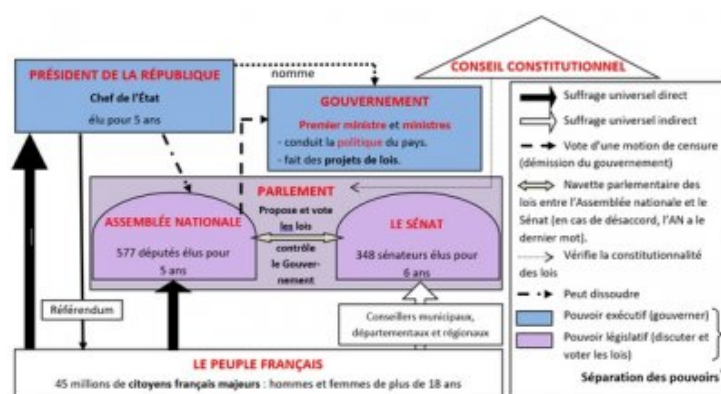 PRÉSIDENT DE LA RÉPUBLIQUE
Chef de l'État
élu pour 5 ans
nomme
GOUVERNEMENT
Premier ministre et ministres
- conduit la politique du pays.
- fait des projets de lois.
CONSEIL CONSTITUTIONNEL
PARLEMENT
ASSEMBLÉE NATIONALE
577 députés élus pour
5 ans
Propose et vote
les lois
contrôle
le Gouver-
nement
LE SÉNAT
348 sénateurs élus pour
6 ans
Référendum
Conseillers municipaux,
départementaux et régionaux
LE PEUPLE FRANÇAIS
45 millions de citoyens français majeurs : hommes et femmes de plus de 18 ans
Suffrage universel direct
Suffrage universel indirect
Vote d'une motion de censure
(démission du gouvernement)
Navette parlementaire des
lois entre l'Assemblée nationale et le
Sénat (en cas de désaccord, l'AN a
le dernier mot).
Vérifie la constitutionnalité
des lois
Peut dissoudre
Pouvoir exécutif (gouverner)
Pouvoir législatif (discuter et
voter les lois)
Séparation des pouvoirs